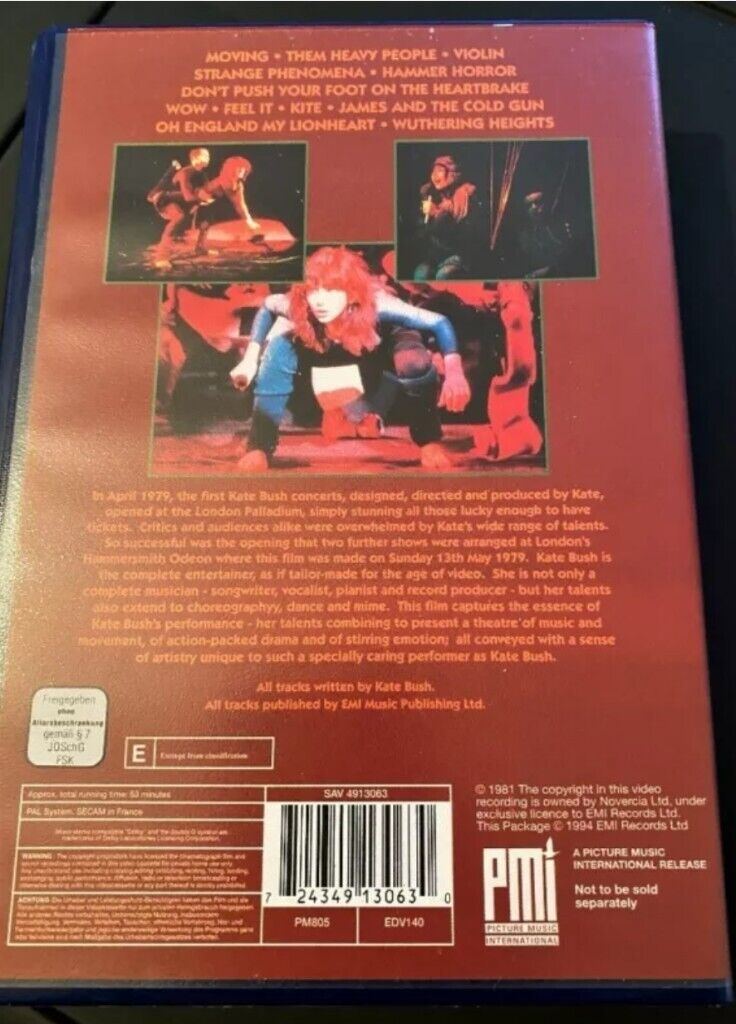 MOVING • THEM HEAVY PEOPLE • VIOLIN
STRANGE PHENOMENA • HAMMER HORROR
DON'T PUSH YOUR FOOT ON THE HEARTBRAKE
WOW • FEEL IT • KITE • JAMES AND THE COLD GUN
OH ENGLAND MY LIONHEART • WUTHERING HEIGHTS
In April 1979, the first Kate Bush concerts, designed, directed and produced by Kate,
opened at the London Palladium, simply stunning all those lucky enough to have
tickets. Critics and audiences alike were overwhelmed by Kate's wide range of talents.
So successful was the opening that two further shows were arranged at London's
Hammersmith Odeon where this film was made on Sunday 13th May 1979. Kate Bush is
the complete entertainer, as if tailor-made for the age of video. She is not only a
complete musician - songwriter, vocalist, pianist and record producer - but her talents
also extend to choreographyy, dance and mime. This film captures the essence of
Kate Bush's performance - her talents combining to present a theatre of music and
movement, of action-packed drama and of stirring emotion; all conveyed with a sense
of artistry unique to such a specially caring performer as Kate Bush.
All tracks written by Kate Bush.
All tracks published by EMI Music Publishing Ltd.
Freigegeben
ohne
Altersbeschränkung
gemäß § 7
JÖSchG
FSK
E Exempt from classification
Approx. total running time: 53 minutes
PAL System. SECAM in France
SAV 4913063
7 24349 13063 0
PM805
EDV140
© 1981 The copyright in this video
recording is owned by Novercia Ltd. under
exclusive licence to EMI Records Ltd.
This Package © 1994 EMI Records Ltd
PMI
PICTURE MUSIC
INTERNATIONAL
A PICTURE MUSIC
INTERNATIONAL RELEASE
Not to be sold
separately